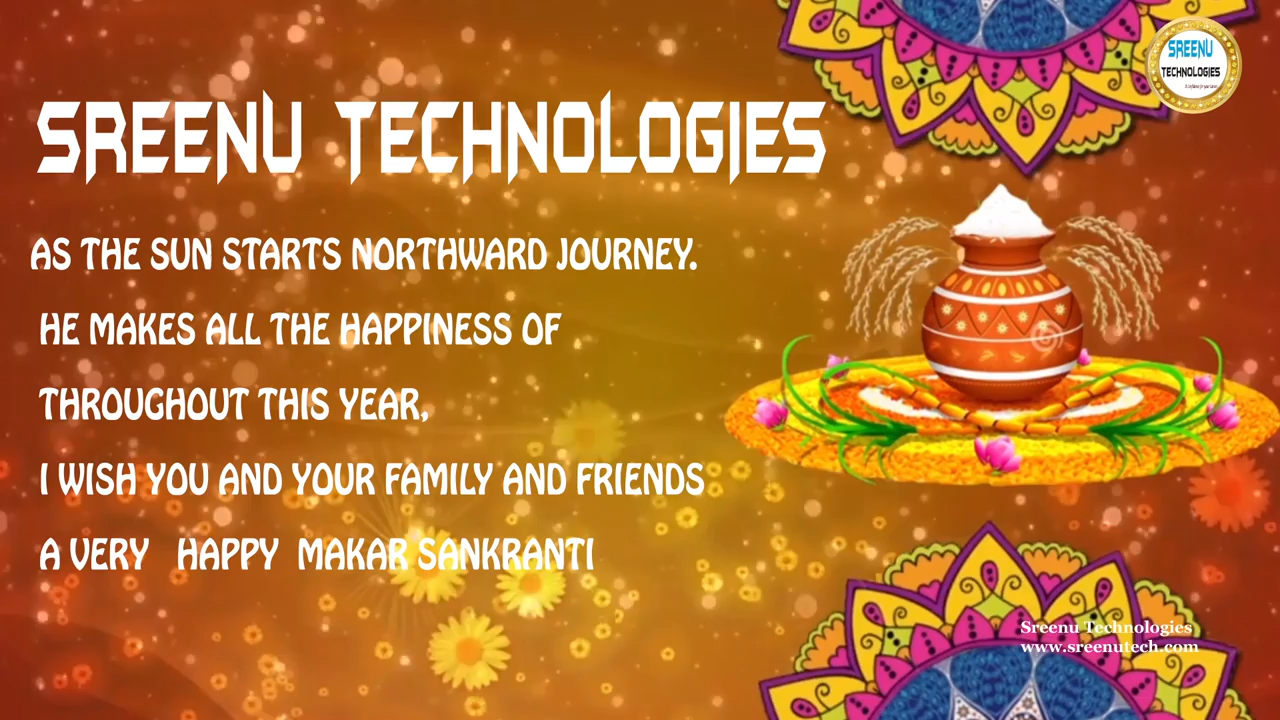 SREENU
TECHNOLOGIES
SREENU TECHNOLOGIES
AS THE SUN STARTS NORTHWARD JOURNEY.
HE MAKES ALL THE HAPPINESS OF
THROUGHOUT THIS YEAR,
I WISH YOU AND YOUR FAMILY AND FRIENDS
A VERY HAPPY MAKAR SANKRANTI
Sreenu Technologies
www.sreenutech.com